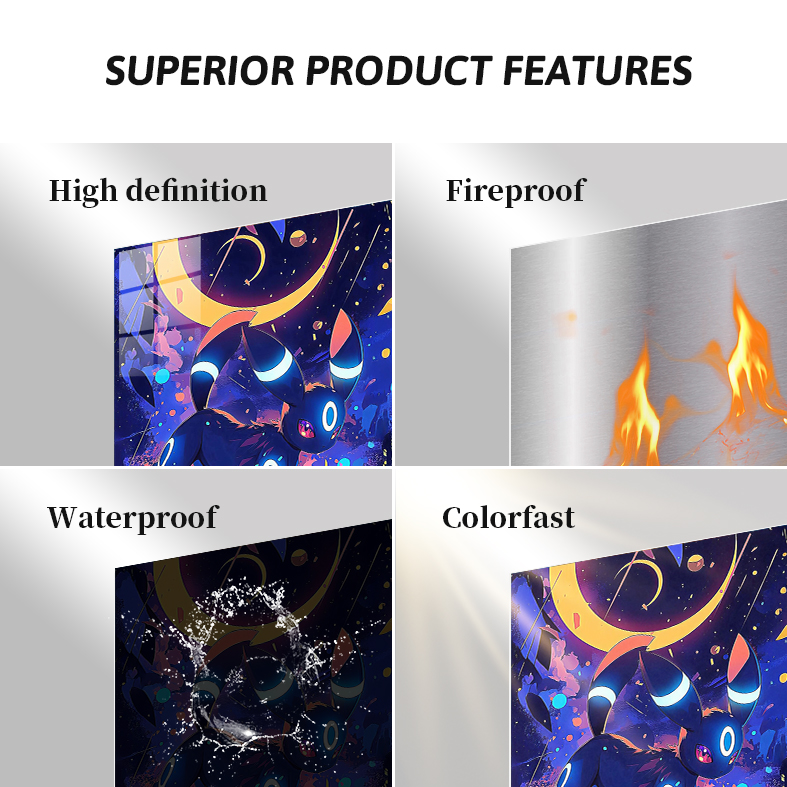 SUPERIOR PRODUCT FEATURES
High definition
Fireproof
Waterproof
Colorfast